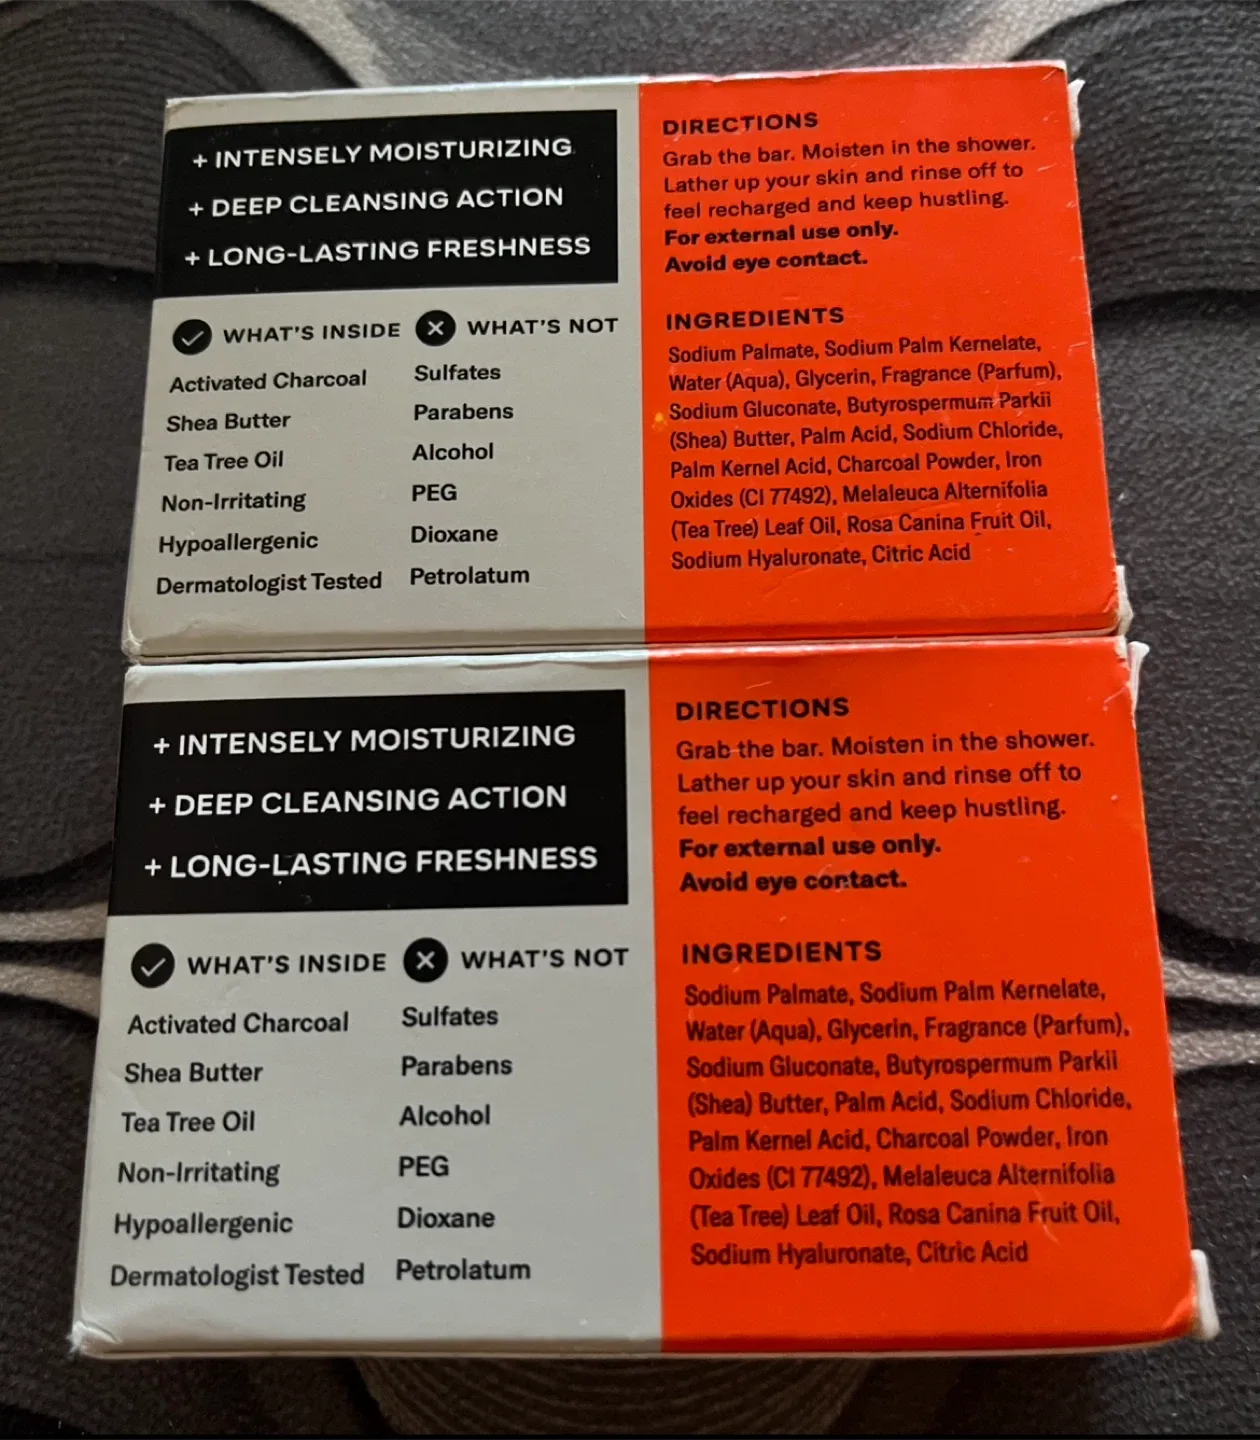 + INTENSELY MOISTURIZING
+ DEEP CLEANSING ACTION
+ LONG-LASTING FRESHNESS
WHAT'S INSIDE
Activated Charcoal
Shea Butter
Tea Tree Oil
Non-Irritating
Hypoallergenic
Dermatologist Tested
WHAT'S NOT
Sulfates
Parabens
Alcohol
PEG
Dioxane
Petrolatum
DIRECTIONS
Grab the bar. Moisten in the shower.
Lather up your skin and rinse off to
feel recharged and keep hustling.
For external use only.
Avoid eye contact.
INGREDIENTS
Sodium Palmate, Sodium Palm Kernelate,
Water (Aqua), Glycerin, Fragrance (Parfum),
Sodium Gluconate, Butyrospermum Parkii
(Shea) Butter, Palm Acid, Sodium Chloride,
Palm Kernel Acid, Charcoal Powder, Iron
Oxides (CI 77492), Melaleuca Alternifolia
(Tea Tree) Leaf Oil, Rosa Canina Fruit Oil,
Sodium Hyaluronate, Citric Acid
+ INTENSELY MOISTURIZING
+ DEEP CLEANSING ACTION
+ LONG-LASTING FRESHNESS
WHAT'S INSIDE
Activated Charcoal
Shea Butter
Tea Tree Oil
Non-Irritating
Hypoallergenic
Dermatologist Tested
WHAT'S NOT
Sulfates
Parabens
Alcohol
PEG
Dioxane
Petrolatum
DIRECTIONS
Grab the bar. Moisten in the shower.
Lather up your skin and rinse off to
feel recharged and keep hustling.
For external use only.
Avoid eye contact.
INGREDIENTS
Sodium Palmate, Sodium Palm Kernelate,
Water (Aqua), Glycerin, Fragrance (Parfum),
Sodium Gluconate, Butyrospermum Parkii
(Shea) Butter, Palm Acid, Sodium Chloride,
Palm Kernel Acid, Charcoal Powder, Iron
Oxides (CI 77492), Melaleuca Alternifolia
(Tea Tree) Leaf Oil, Rosa Canina Fruit Oil,
Sodium Hyaluronate, Citric Acid